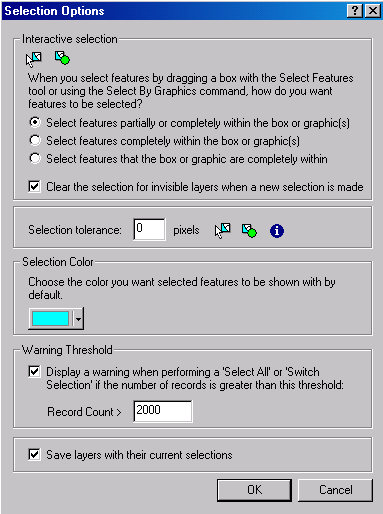 Selection Options
Interactive selection
When you select features by dragging a box with the Select Features
tool or using the Select By Graphics command, how do you want
features to be selected?
Select features partially or completely within the box or graphic(s)
Select features completely within the box or graphic(s)
Select features that the box or graphic are completely within
Clear the selection for invisible layers when a new selection is made
Selection tolerance: 0 pixels
Selection Color
Choose the color you want selected features to be shown with by
default.
Warning Threshold
Display a warning when performing a 'Select All' or 'Switch
Selection' if the number of records is greater than this threshold:
Record Count > 2000
Save layers with their current selections
OK Cancel